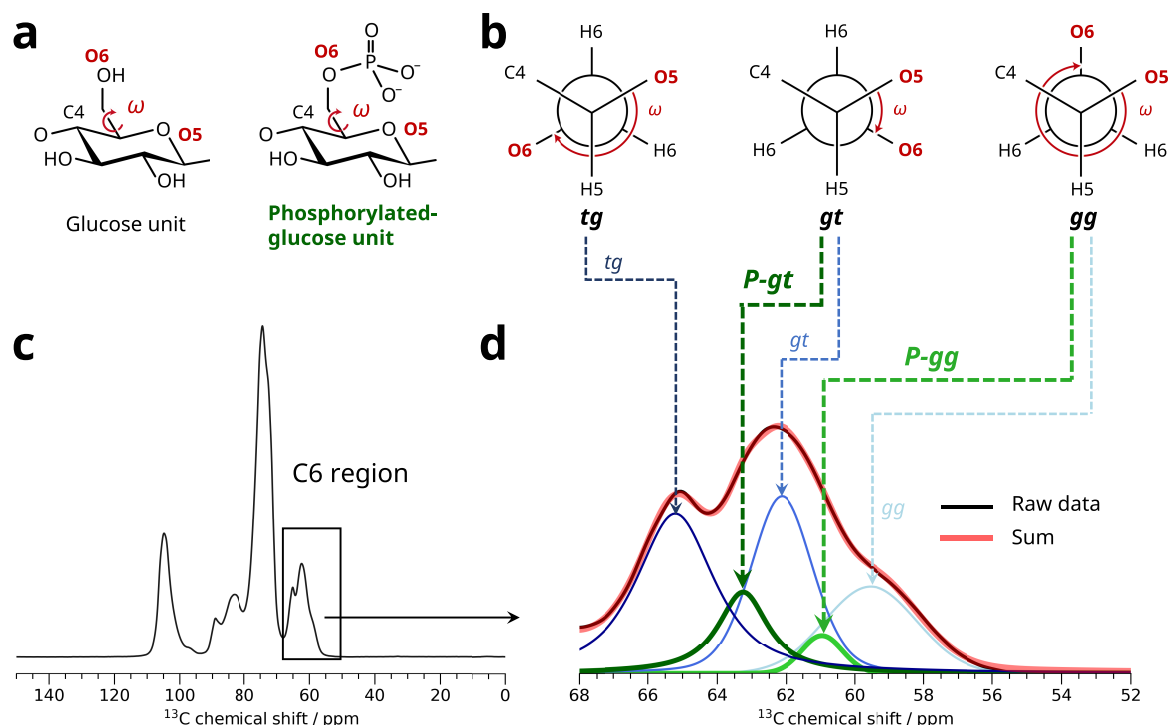 a
O6
OH
C4
ω
O
O
O5
HO
OH
Glucose unit
O
O6
P
O
O⁻
O⁻
C4
ω
O
O
O5
HO
OH
Phosphorylated-
glucose unit
b
H6
C4
O5
ω
O6
H6
H5
tg
H6
C4
O5
ω
H6
O6
H5
gt
O6
C4
O5
ω
H6
H6
H5
gg
tg
P-gt
gt
P-gg
gg
c
C6 region
140 120 100 80 60 40 20 0
¹³C chemical shift / ppm
d
Raw data
Sum
68 66 64 62 60 58 56 54 52
¹³C chemical shift / ppm